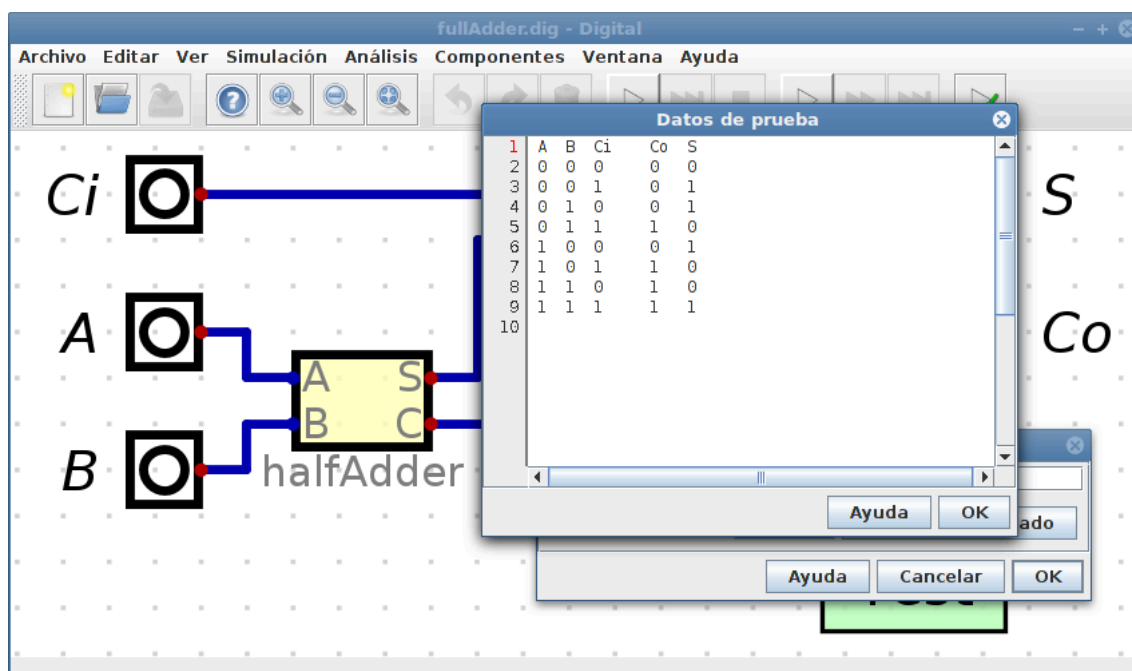 fullAdder.dig - Digital
Archivo Editar Ver Simulación Análisis Componentes Ventana Ayuda
Datos de prueba
1 A B Ci Co S
2 0 0 0 0 0
3 0 0 1 0 1
4 0 1 0 0 1
5 0 1 1 1 0
6 1 0 0 0 1
7 1 0 1 1 0
8 1 1 0 1 0
9 1 1 1 1 1
10
Ci
S
A
Co
A S
B C
B
halfAdder
Ayuda OK
ado
Ayuda Cancelar OK